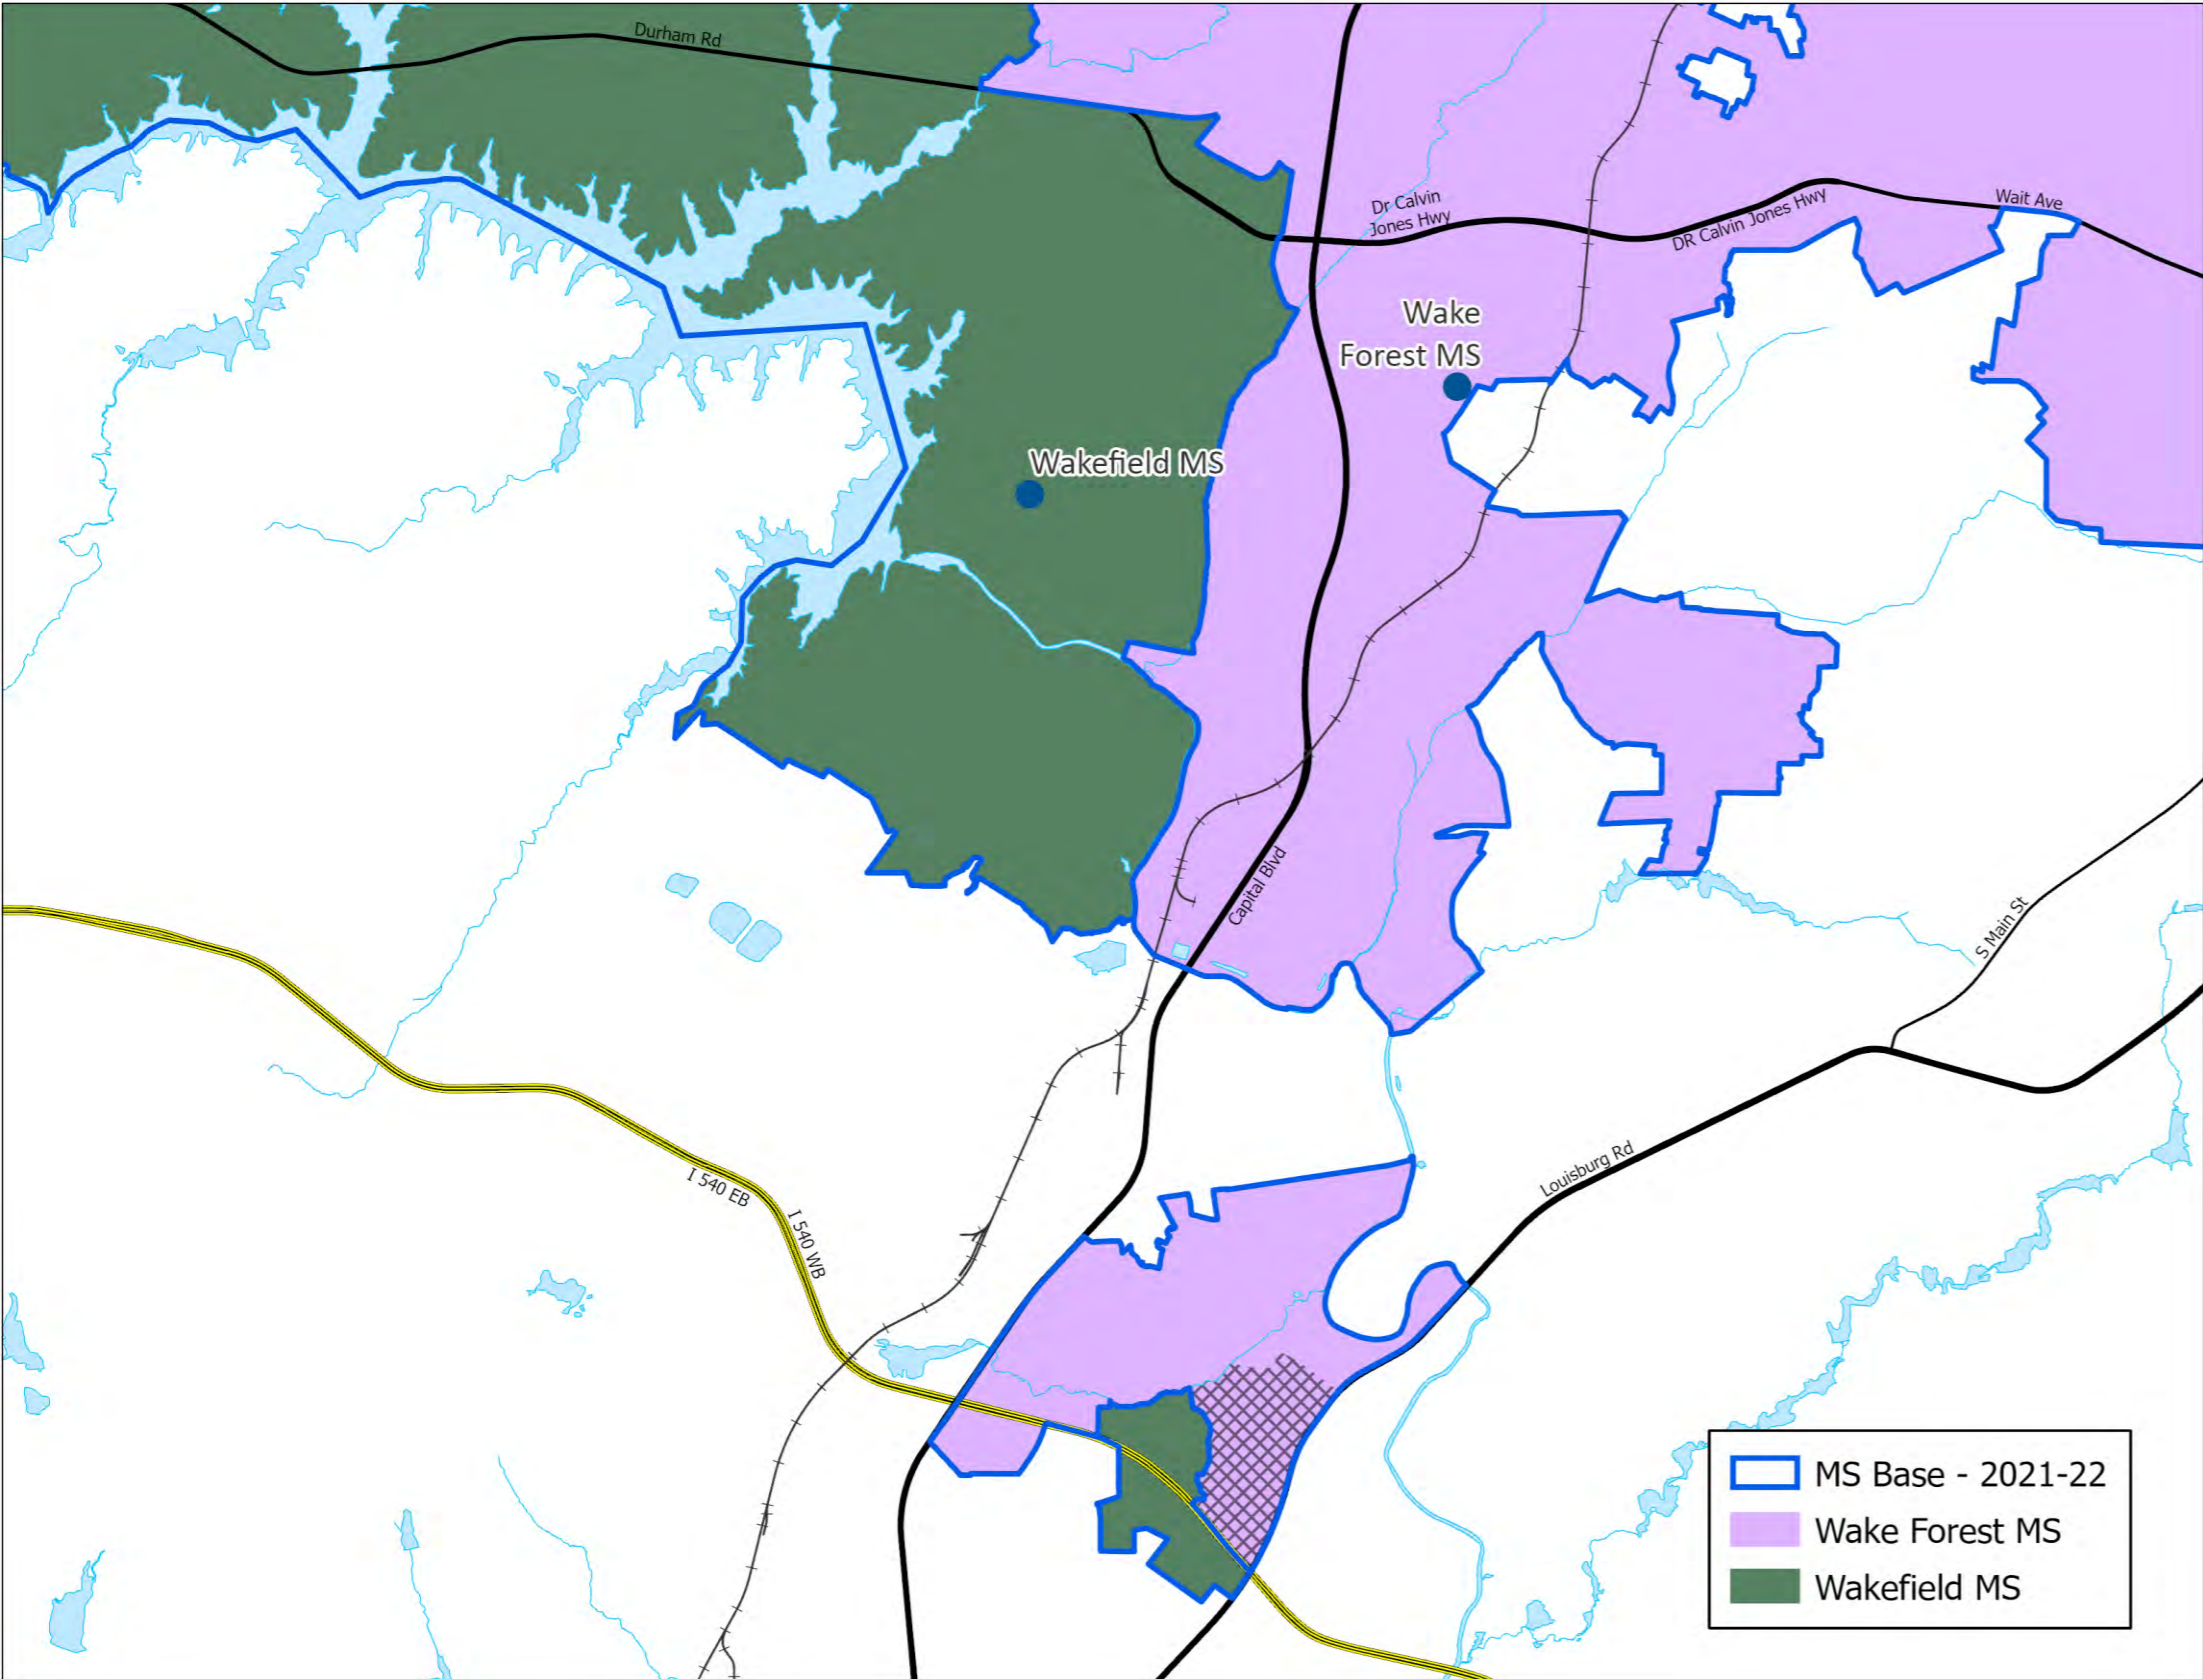 Durham Rd
Dr Calvin
Jones Hwy
DR Calvin Jones Hwy
Wait Ave
Wake
Forest MS
Wakefield MS
Capital Blvd
S Main St
Louisburg Rd
I 540 EB
I 540 WB
MS Base - 2021-22
Wake Forest MS
Wakefield MS